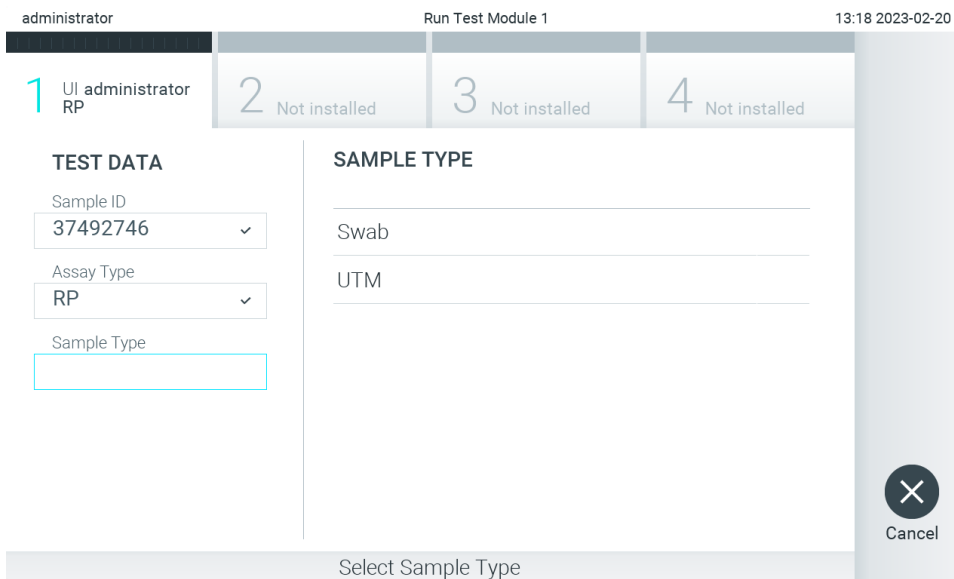 administrator Run Test Module 1 13:18 2023-02-20
1 UI administrator
RP
2 Not installed
3 Not installed
4 Not installed
TEST DATA
Sample ID
37492746
Assay Type
RP
Sample Type
SAMPLE TYPE
Swab
UTM
Cancel
Select Sample Type